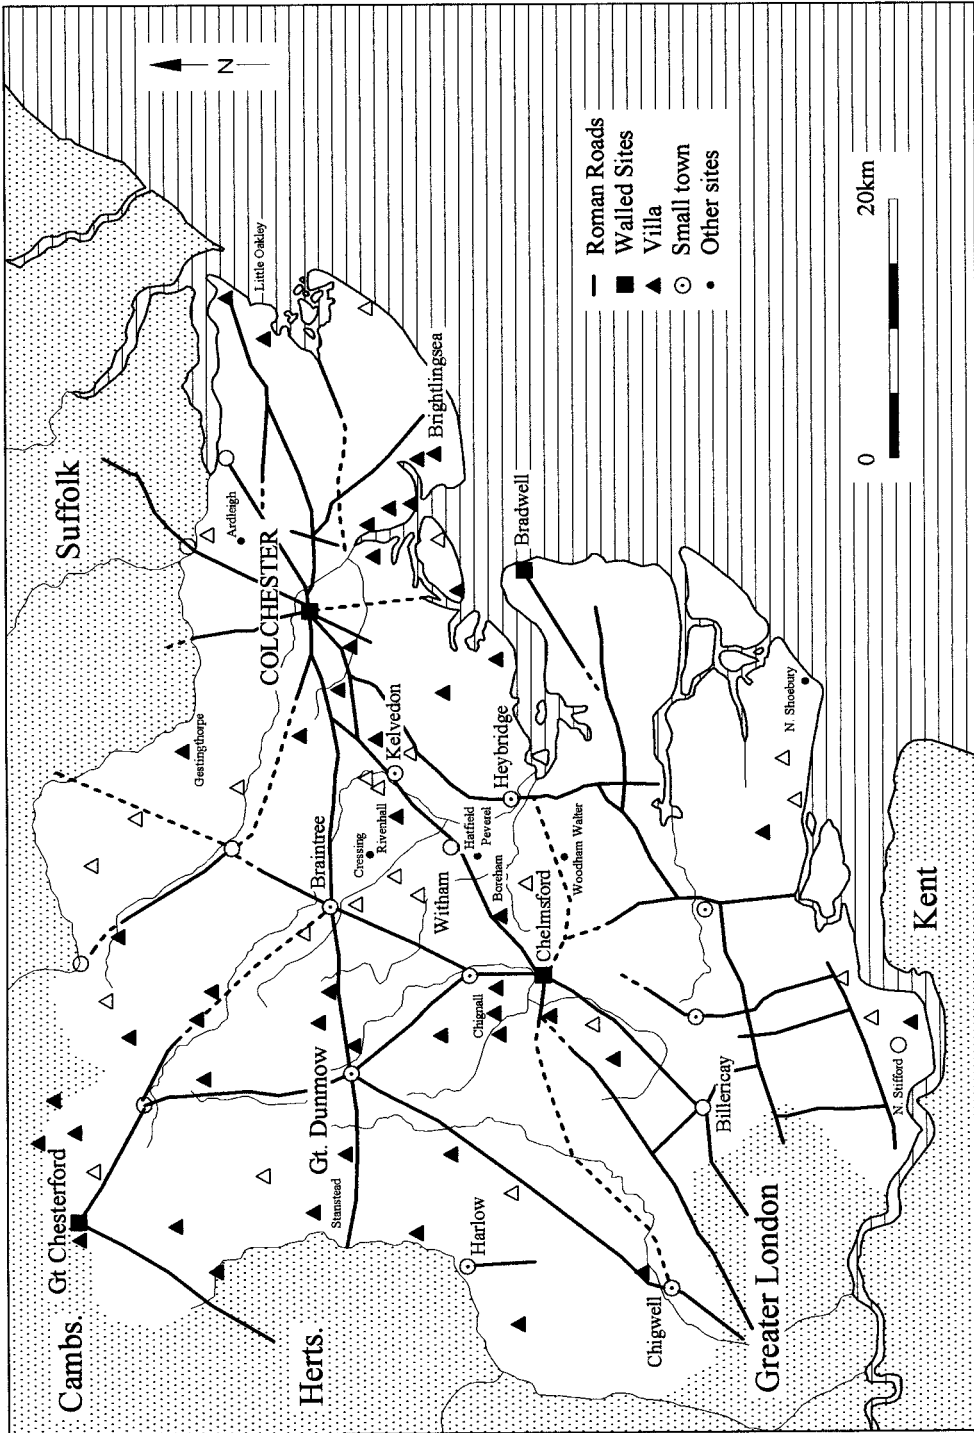 Cambs.
Gt Chesterford
Suffolk
N
Gestingthorpe
Ardleigh
Little Oakley
COLCHESTER
Herts.
Stanstead
Gt. Dunmow
Braintree
Cressing
Rivenhall
Kelvedon
Brightlingsea
Harlow
Chignall
Witham
Boreham
Hatfield
Peverel
Heybridge
Bradwell
Chelmsford
Woodham Walter
Chigwell
Billericay
N. Shoebury
Greater London
N. Stifford
Kent
Roman Roads
Walled Sites
Villa
Small town
Other sites
0
20km